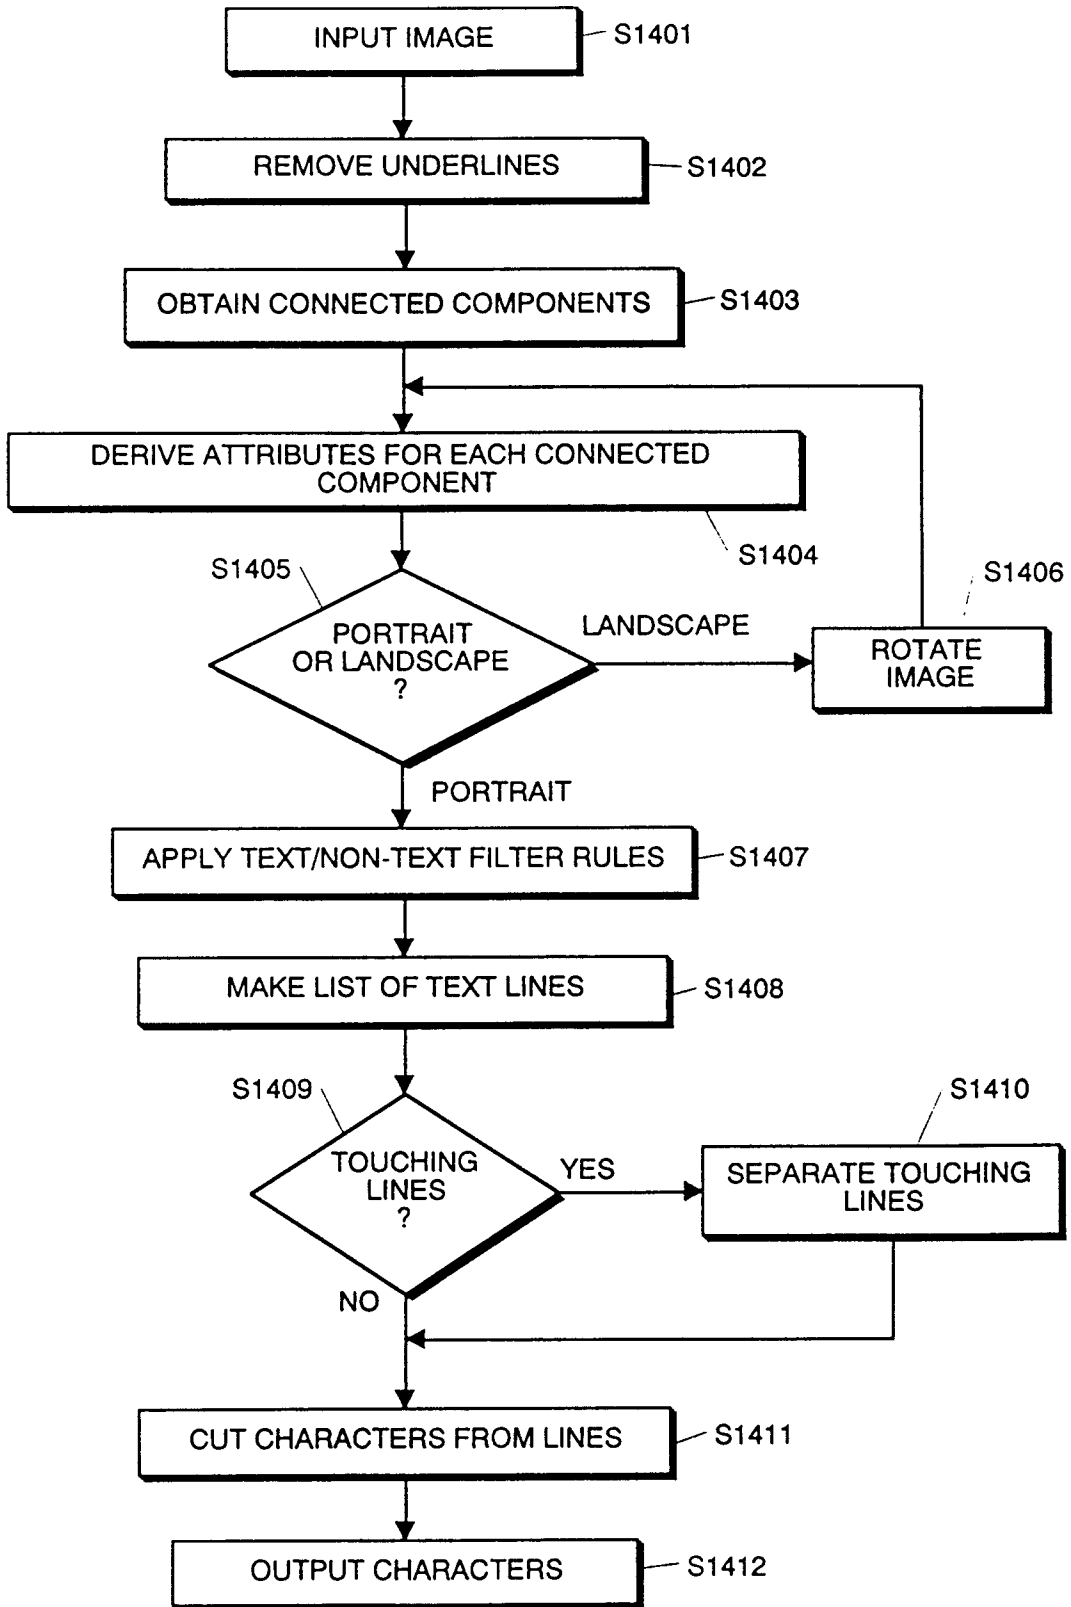 INPUT IMAGE
S1401
REMOVE UNDERLINES
S1402
OBTAIN CONNECTED COMPONENTS
S1403
DERIVE ATTRIBUTES FOR EACH CONNECTED
COMPONENT
S1404
S1405
PORTRAIT
OR LANDSCAPE
?
LANDSCAPE
S1406
ROTATE
IMAGE
PORTRAIT
APPLY TEXT/NON-TEXT FILTER RULES
S1407
MAKE LIST OF TEXT LINES
S1408
S1409
TOUCHING
LINES
?
YES
S1410
SEPARATE TOUCHING
LINES
NO
CUT CHARACTERS FROM LINES
S1411
OUTPUT CHARACTERS
S1412